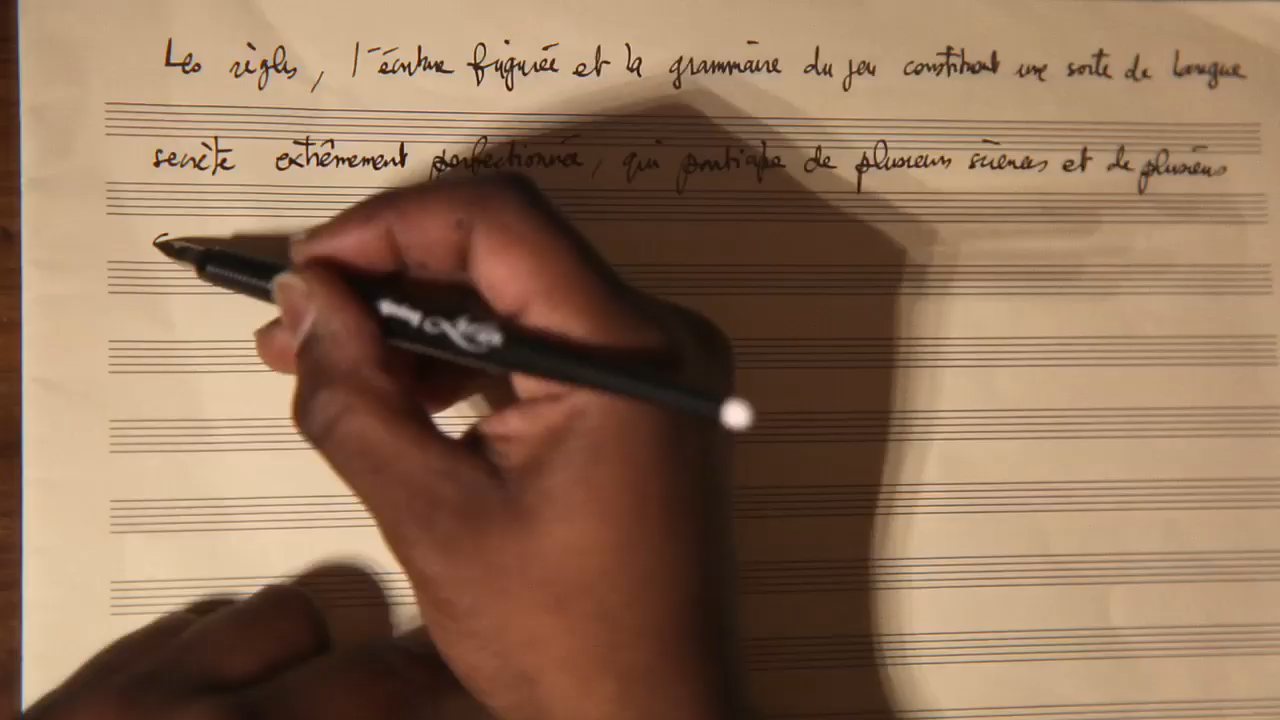 Les règles, l'écriture figurée et la grammaire du jeu constituent une sorte de langue
secrète extrêmement perfectionnée, qui participe de plusieurs sciences et de plusieurs